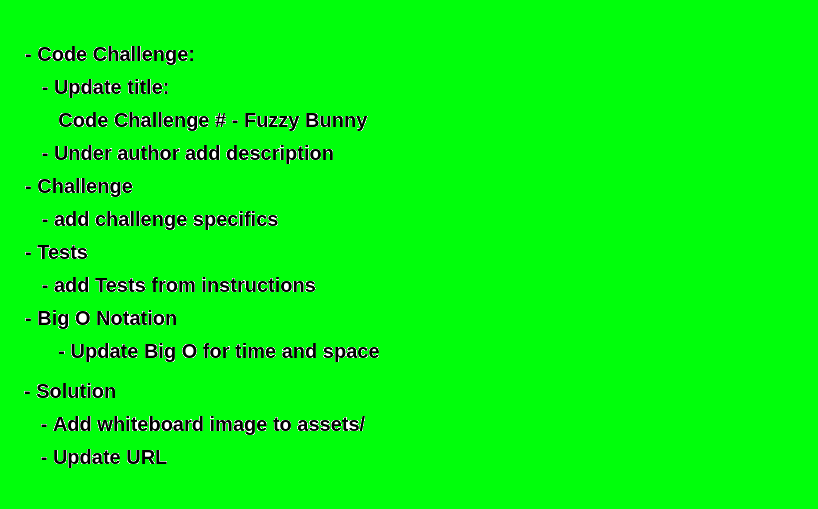 - Code Challenge:
- Update title:
Code Challenge # - Fuzzy Bunny
- Under author add description
- Challenge
- add challenge specifics
- Tests
- add Tests from instructions
- Big O Notation
- Update Big O for time and space
- Solution
- Add whiteboard image to assets/
- Update URL